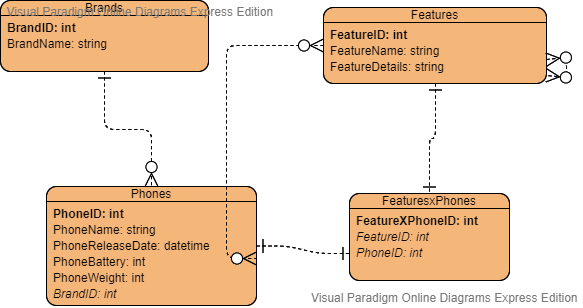 Visual Paradigm Online Diagrams Express Edition
Brands
BrandID: int
BrandName: string
Features
FeatureID: int
FeatureName: string
FeatureDetails: string
Phones
PhoneID: int
PhoneName: string
PhoneReleaseDate: datetime
PhoneBattery: int
PhoneWeight: int
BrandID: int
FeaturesxPhones
FeatureXPhoneID: int
FeatureID: int
PhoneID: int
Visual Paradigm Online Diagrams Express Edition